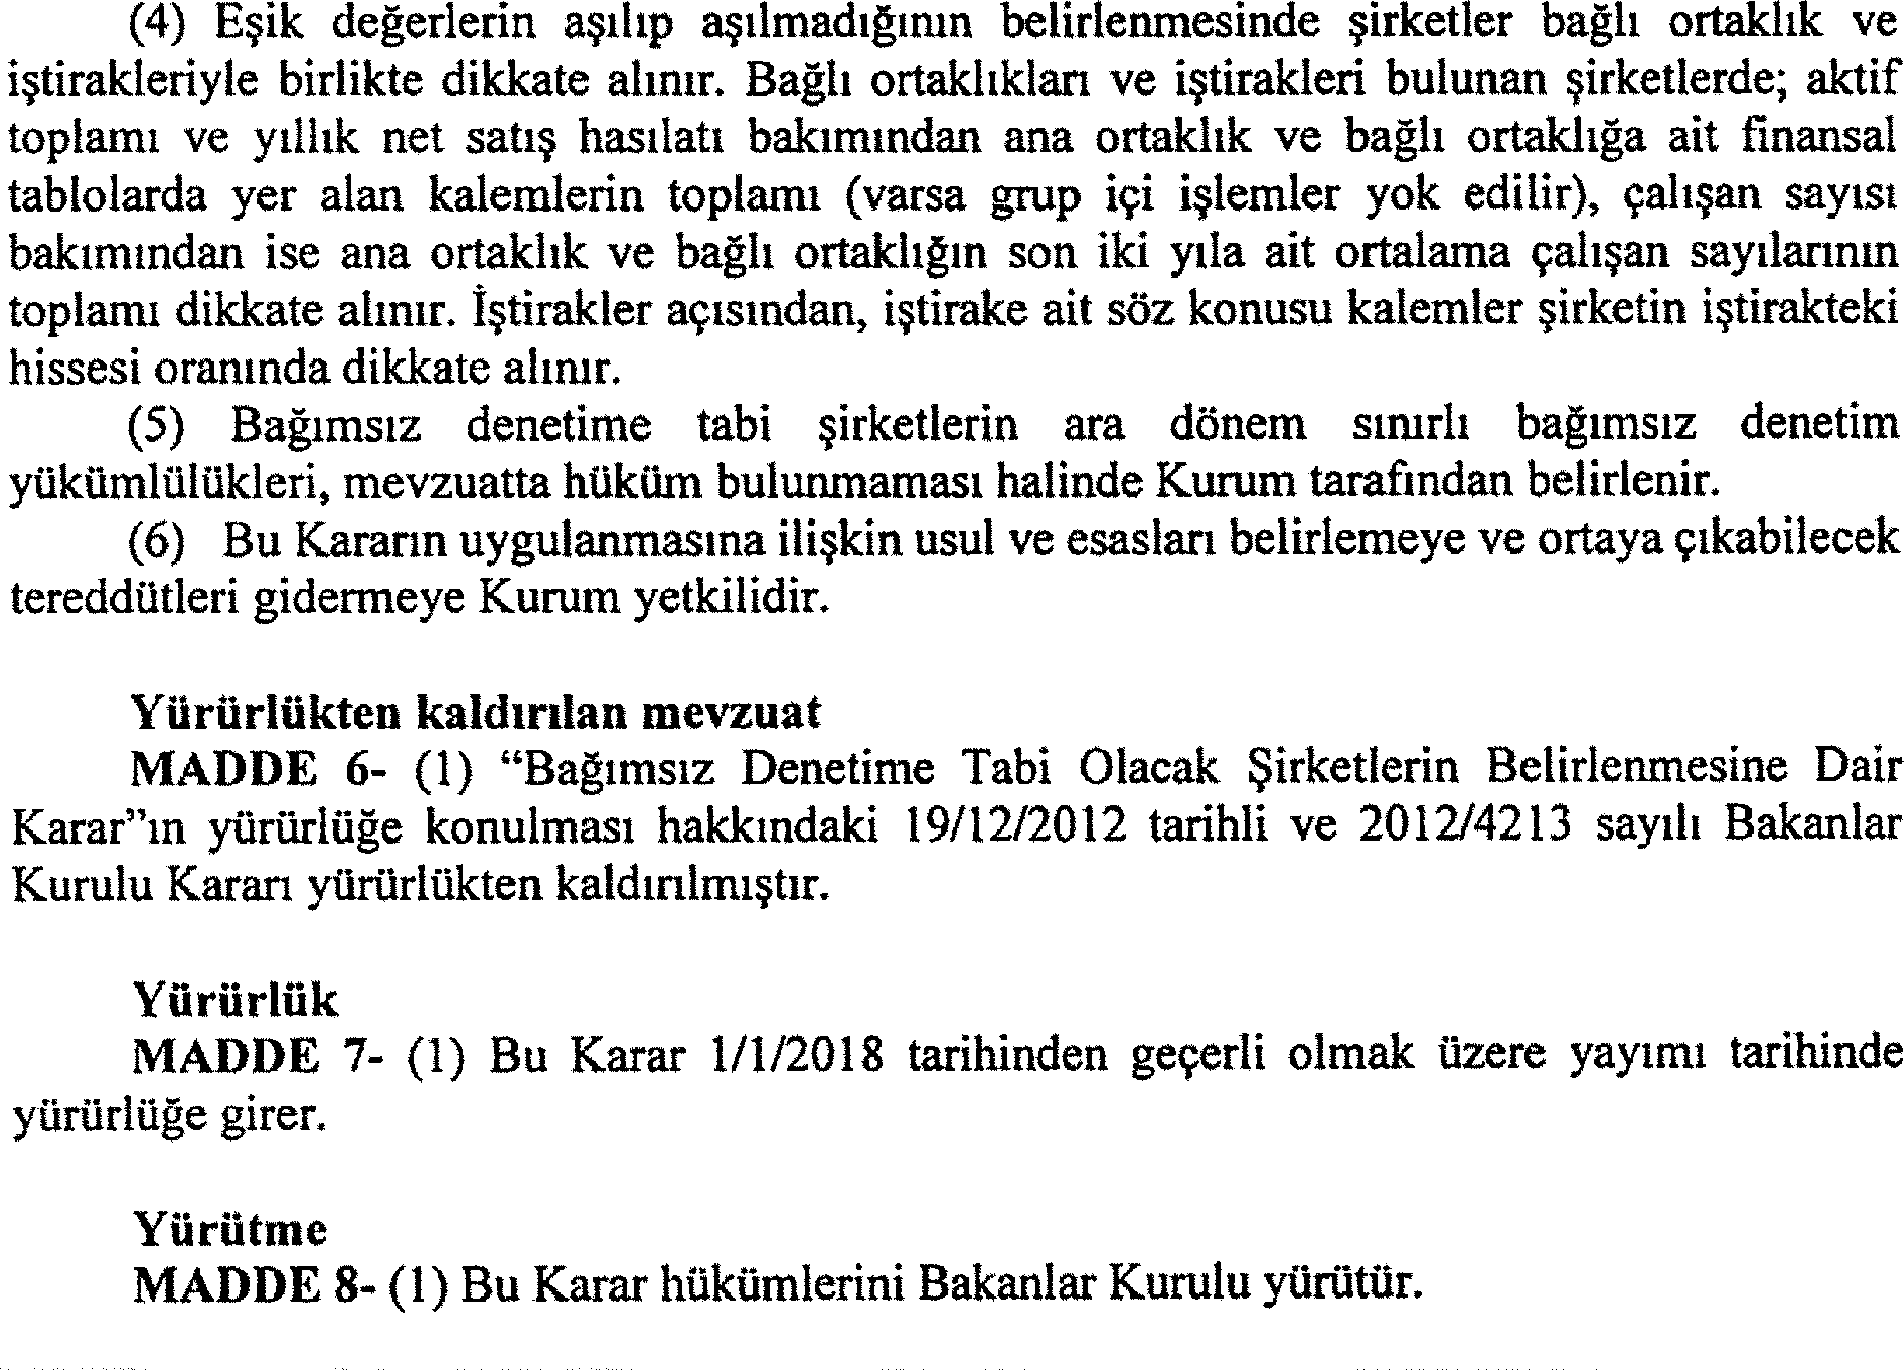 (4) Eşik değerlerin aşılıp aşılmadığının belirlenmesinde şirketler bağlı ortaklık ve
iştirakleriyle birlikte dikkate alınır. Bağlı ortaklıkları ve iştirakleri bulunan şirketlerde; aktif
toplamı ve yıllık net satış hasılatı bakımından ana ortaklık ve bağlı ortaklığa ait finansal
tablolarda yer alan kalemlerin toplamı (varsa grup içi işlemler yok edilir), çalışan sayısı
bakımından ise ana ortaklık ve bağlı ortaklığın son iki yıla ait ortalama çalışan sayılarının
toplamı dikkate alınır. İştirakler açısından, iştirake ait söz konusu kalemler şirketin iştirakteki
hissesi oranında dikkate alınır.
(5) Bağımsız denetime tabi şirketlerin ara dönem sınırlı bağımsız denetim
yükümlülükleri, mevzuatta hüküm bulunmaması halinde Kurum tarafından belirlenir.
(6) Bu Kararın uygulanmasına ilişkin usul ve esasları belirlemeye ve ortaya çıkabilecek
tereddütleri gidermeye Kurum yetkilidir.
Yürürlükten kaldırılan mevzuat
MADDE 6- (1) “Bağımsız Denetime Tabi Olacak Şirketlerin Belirlenmesine Dair
Karar”ın yürürlüğe konulması hakkındaki 19/12/2012 tarihli ve 2012/4213 sayılı Bakanlar
Kurulu Kararı yürürlükten kaldırılmıştır.
Yürürlük
MADDE 7- (1) Bu Karar 1/1/2018 tarihinden geçerli olmak üzere yayımı tarihinde
yürürlüğe girer.
Yürütme
MADDE 8- (1) Bu Karar hükümlerini Bakanlar Kurulu yürütür.